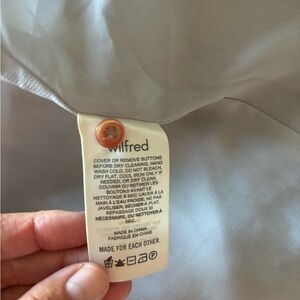 wilfred
COVER OR REMOVE BUTTONS
BEFORE DRY CLEANING, HAND
WASH COLD, DO NOT BLEACH,
DRY FLAT, COOL IRON ONLY IF
NEEDED, OR DRY CLEAN.
COUVRIR OU RETIRER LES
BOUTONS AVANT LE
NETTOYAGE À SEC, LAVER À LA
MAIN À L'EAU FROIDE, NE PAS
JAVELISER, SÉCHER À PLAT.
REPASSAGE DOUX SI
NÉCESSAIRE, OU NETTOYER À
SEC.
MADE IN CHINA
FABRIQUÉ EN CHINE
MADE FOR EACH OTHER.